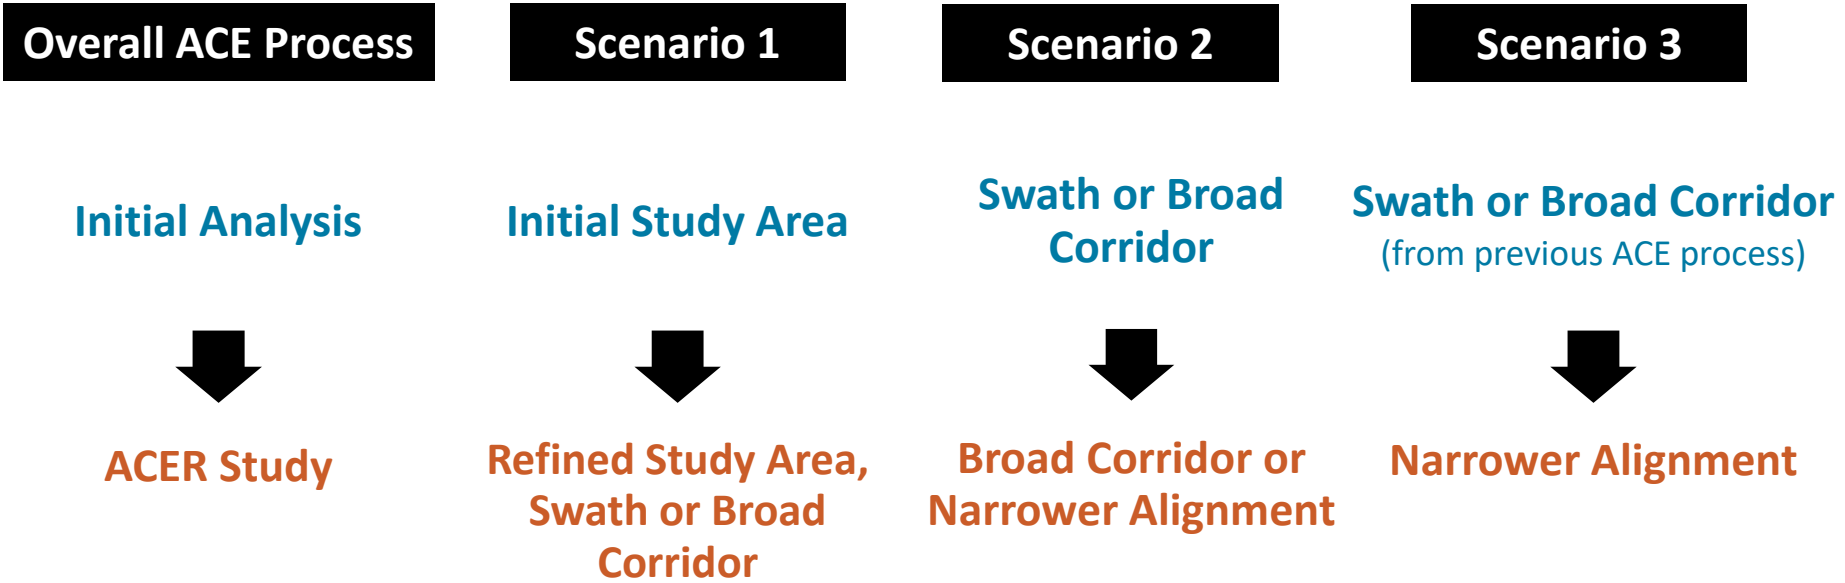 Overall ACE Process
Scenario 1
Scenario 2
Scenario 3
Initial Analysis
Initial Study Area
Swath or Broad
Corridor
Swath or Broad Corridor
(from previous ACE process)
ACER Study
Refined Study Area,
Swath or Broad
Corridor
Broad Corridor or
Narrower Alignment
Narrower Alignment